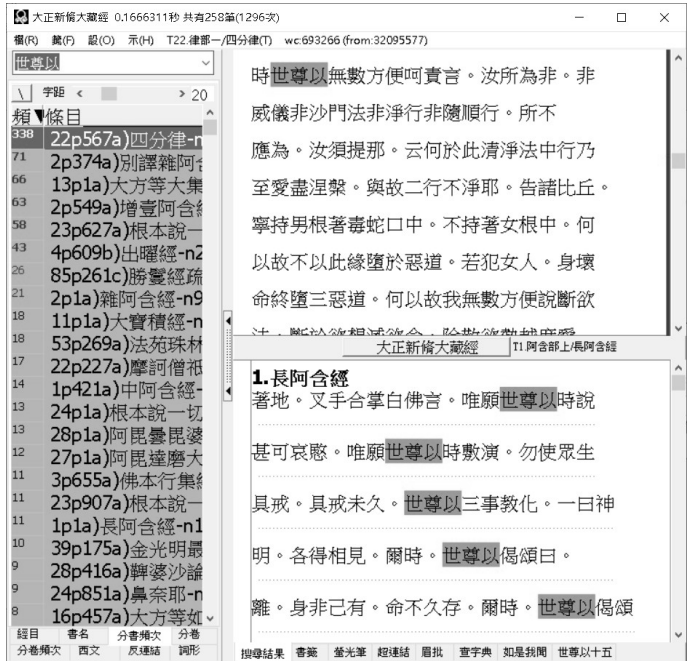 大正新脩大藏經 0.1666311秒 共有258筆(1296次)
檔(R) 藏(F) 設(O) 示(H) T22.律部一/四分律(T) wc:693266 (from:32095577)
世尊以
\ 字距 < > 20
頻 條目
338 22p567a)四分律-n
71 2p374a)別譯雜阿含
66 13p1a)大方等大集
63 2p549a)增壹阿含經
58 23p627a)根本說一
43 4p609b)出曜經-n2
26 85p261c)勝鬘經疏
21 2p1a)雜阿含經-n9
18 11p1a)大寶積經-n
18 53p269a)法苑珠林
17 22p227a)摩訶僧祇
14 1p421a)中阿含經-
13 24p1a)根本說一切
13 28p1a)阿毘曇毘婆
12 27p1a)阿毘達磨大
11 3p655a)佛本行集經
11 23p907a)根本說一
11 1p1a)長阿含經-n1
10 39p175a)金光明最
9 28p416a)鞞婆沙論
9 24p851a)鼻奈耶-n
8 16p457a)大方等如
經目 書名 分書頻次 分卷
分卷頻次 西文 反連結 詞形
時世尊以無數方便呵責言。汝所為非。非
威儀非沙門法非淨行非隨順行。所不
應為。汝須提那。云何於此清淨法中行乃
至愛盡涅槃。與故二行不淨耶。告諸比丘。
寧持男根著毒蛇口中。不持著女根中。何
以故不以此緣墮於惡道。若犯女人。身壞
命終墮三惡道。何以故我無數方便說斷欲
法。斷於欲想滅欲念。除散欲熱越度愛
大正新脩大藏經 T1.阿含部上/長阿含經
1.長阿含經
著地。叉手合掌白佛言。唯願世尊以時說
甚可哀愍。唯願世尊以時敷演。勿使眾生
具戒。具戒未久。世尊以三事教化。一曰神
明。各得相見。爾時。世尊以偈頌曰。
離。身非己有。命不久存。爾時。世尊以偈頌
搜尋結果 書籤 螢光筆 超連結 眉批 查字典 如是我聞 世尊以十五